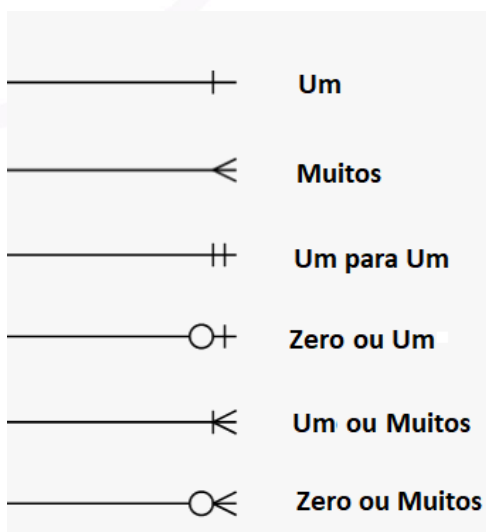 Um
Muitos
Um para Um
Zero ou Um
Um ou Muitos
Zero ou Muitos